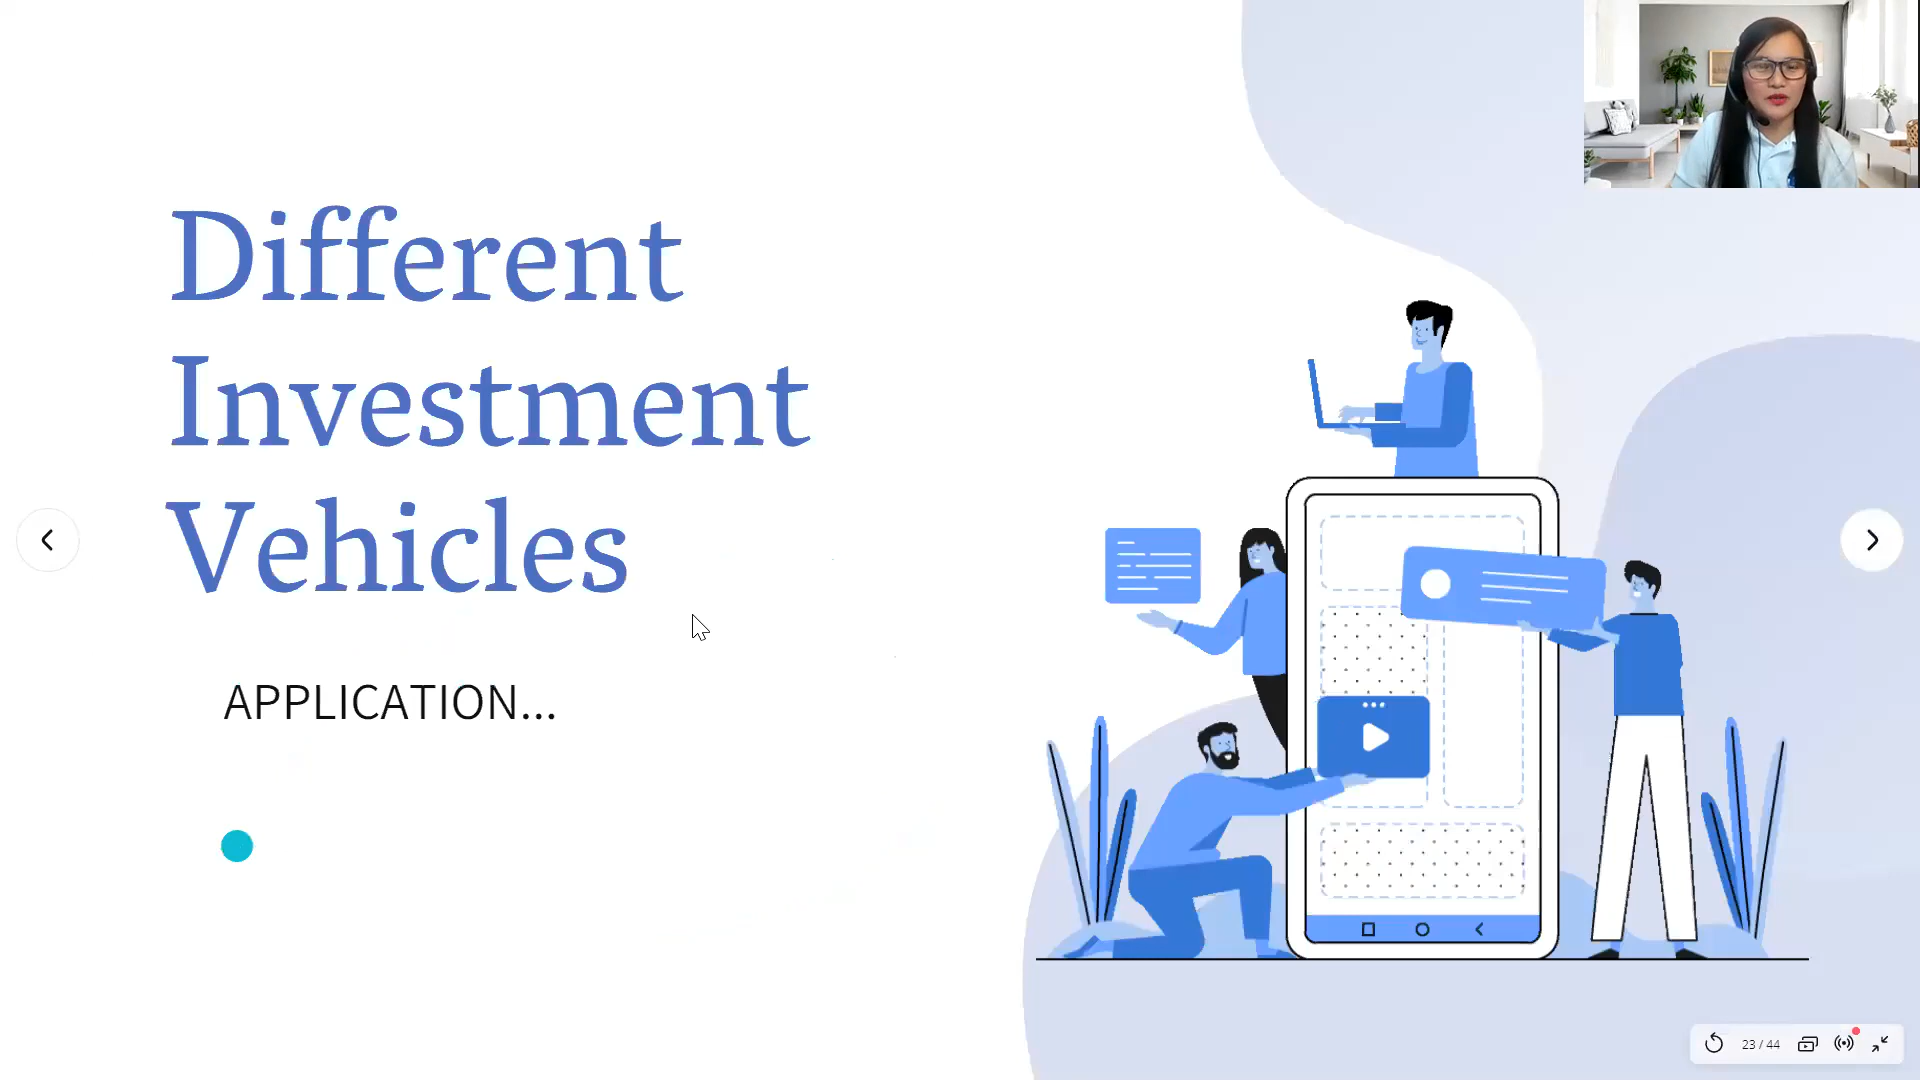 Different
Investment
Vehicles
APPLICATION...
23 / 44